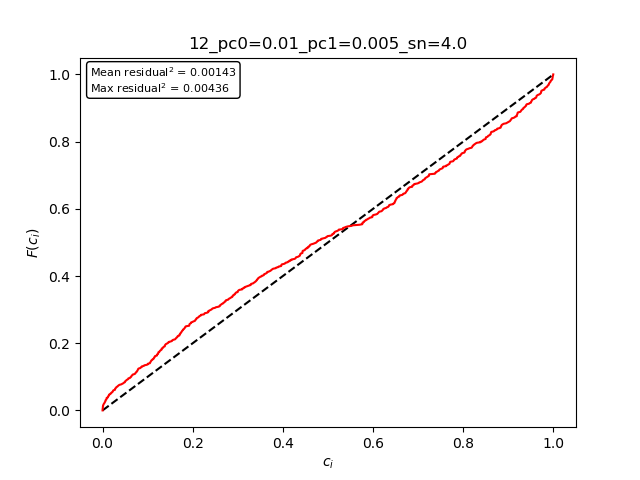 12_pc0=0.01_pc1=0.005_sn=4.0
Mean residual² = 0.00143
Max residual² = 0.00436
1.0
0.8
0.6
0.4
0.2
0.0
F(cᵢ)
0.0 0.2 0.4 0.6 0.8 1.0
cᵢ